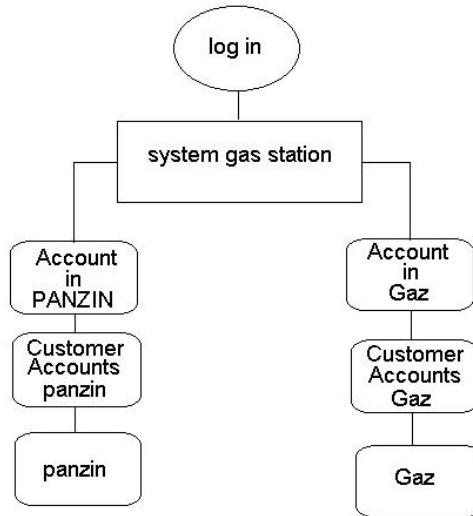 log in
system gas station
Account
in
PANZIN
Customer
Accounts
panzin
panzin
Account
in
Gaz
Customer
Accounts
Gaz
Gaz